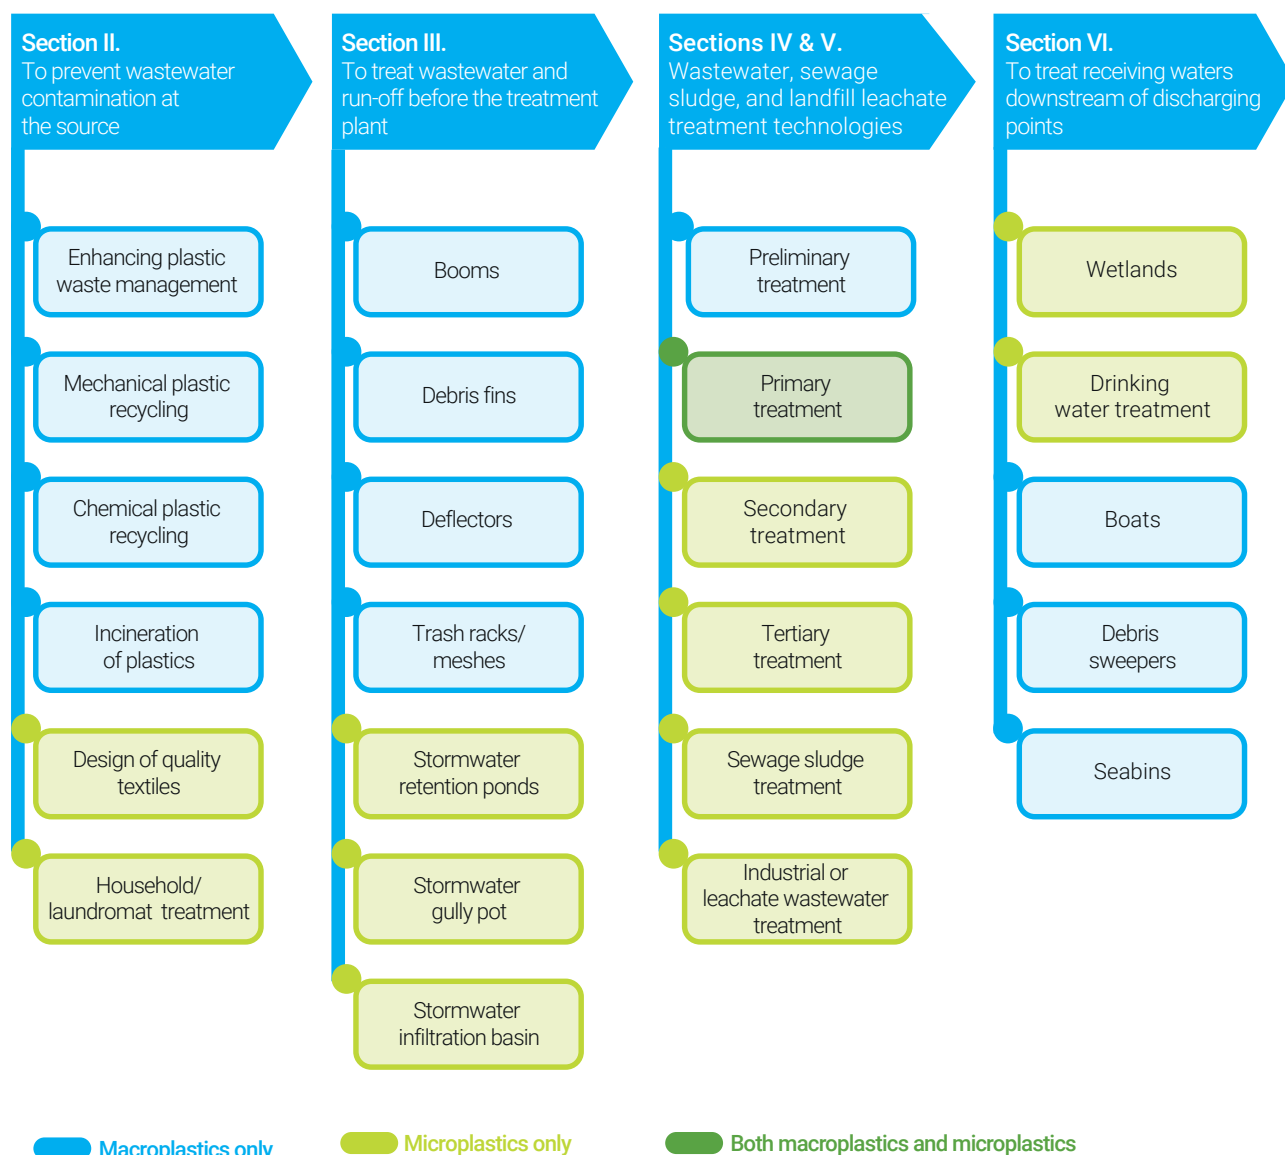 Section II.
To prevent wastewater
contamination at
the source
Enhancing plastic
waste management
Mechanical plastic
recycling
Chemical plastic
recycling
Incineration
of plastics
Design of quality
textiles
Household/
laundromat treatment
Section III.
To treat wastewater and
run-off before the treatment
plant
Booms
Debris fins
Deflectors
Trash racks/
meshes
Stormwater
retention ponds
Stormwater
gully pot
Stormwater
infiltration basin
Sections IV & V.
Wastewater, sewage
sludge, and landfill leachate
treatment technologies
Preliminary
treatment
Primary
treatment
Secondary
treatment
Tertiary
treatment
Sewage sludge
treatment
Industrial or
leachate wastewater
treatment
Section VI.
To treat receiving waters
downstream of discharging
points
Wetlands
Drinking
water treatment
Boats
Debris
sweepers
Seabins
Macroplastics only
Microplastics only
Both macroplastics and microplastics